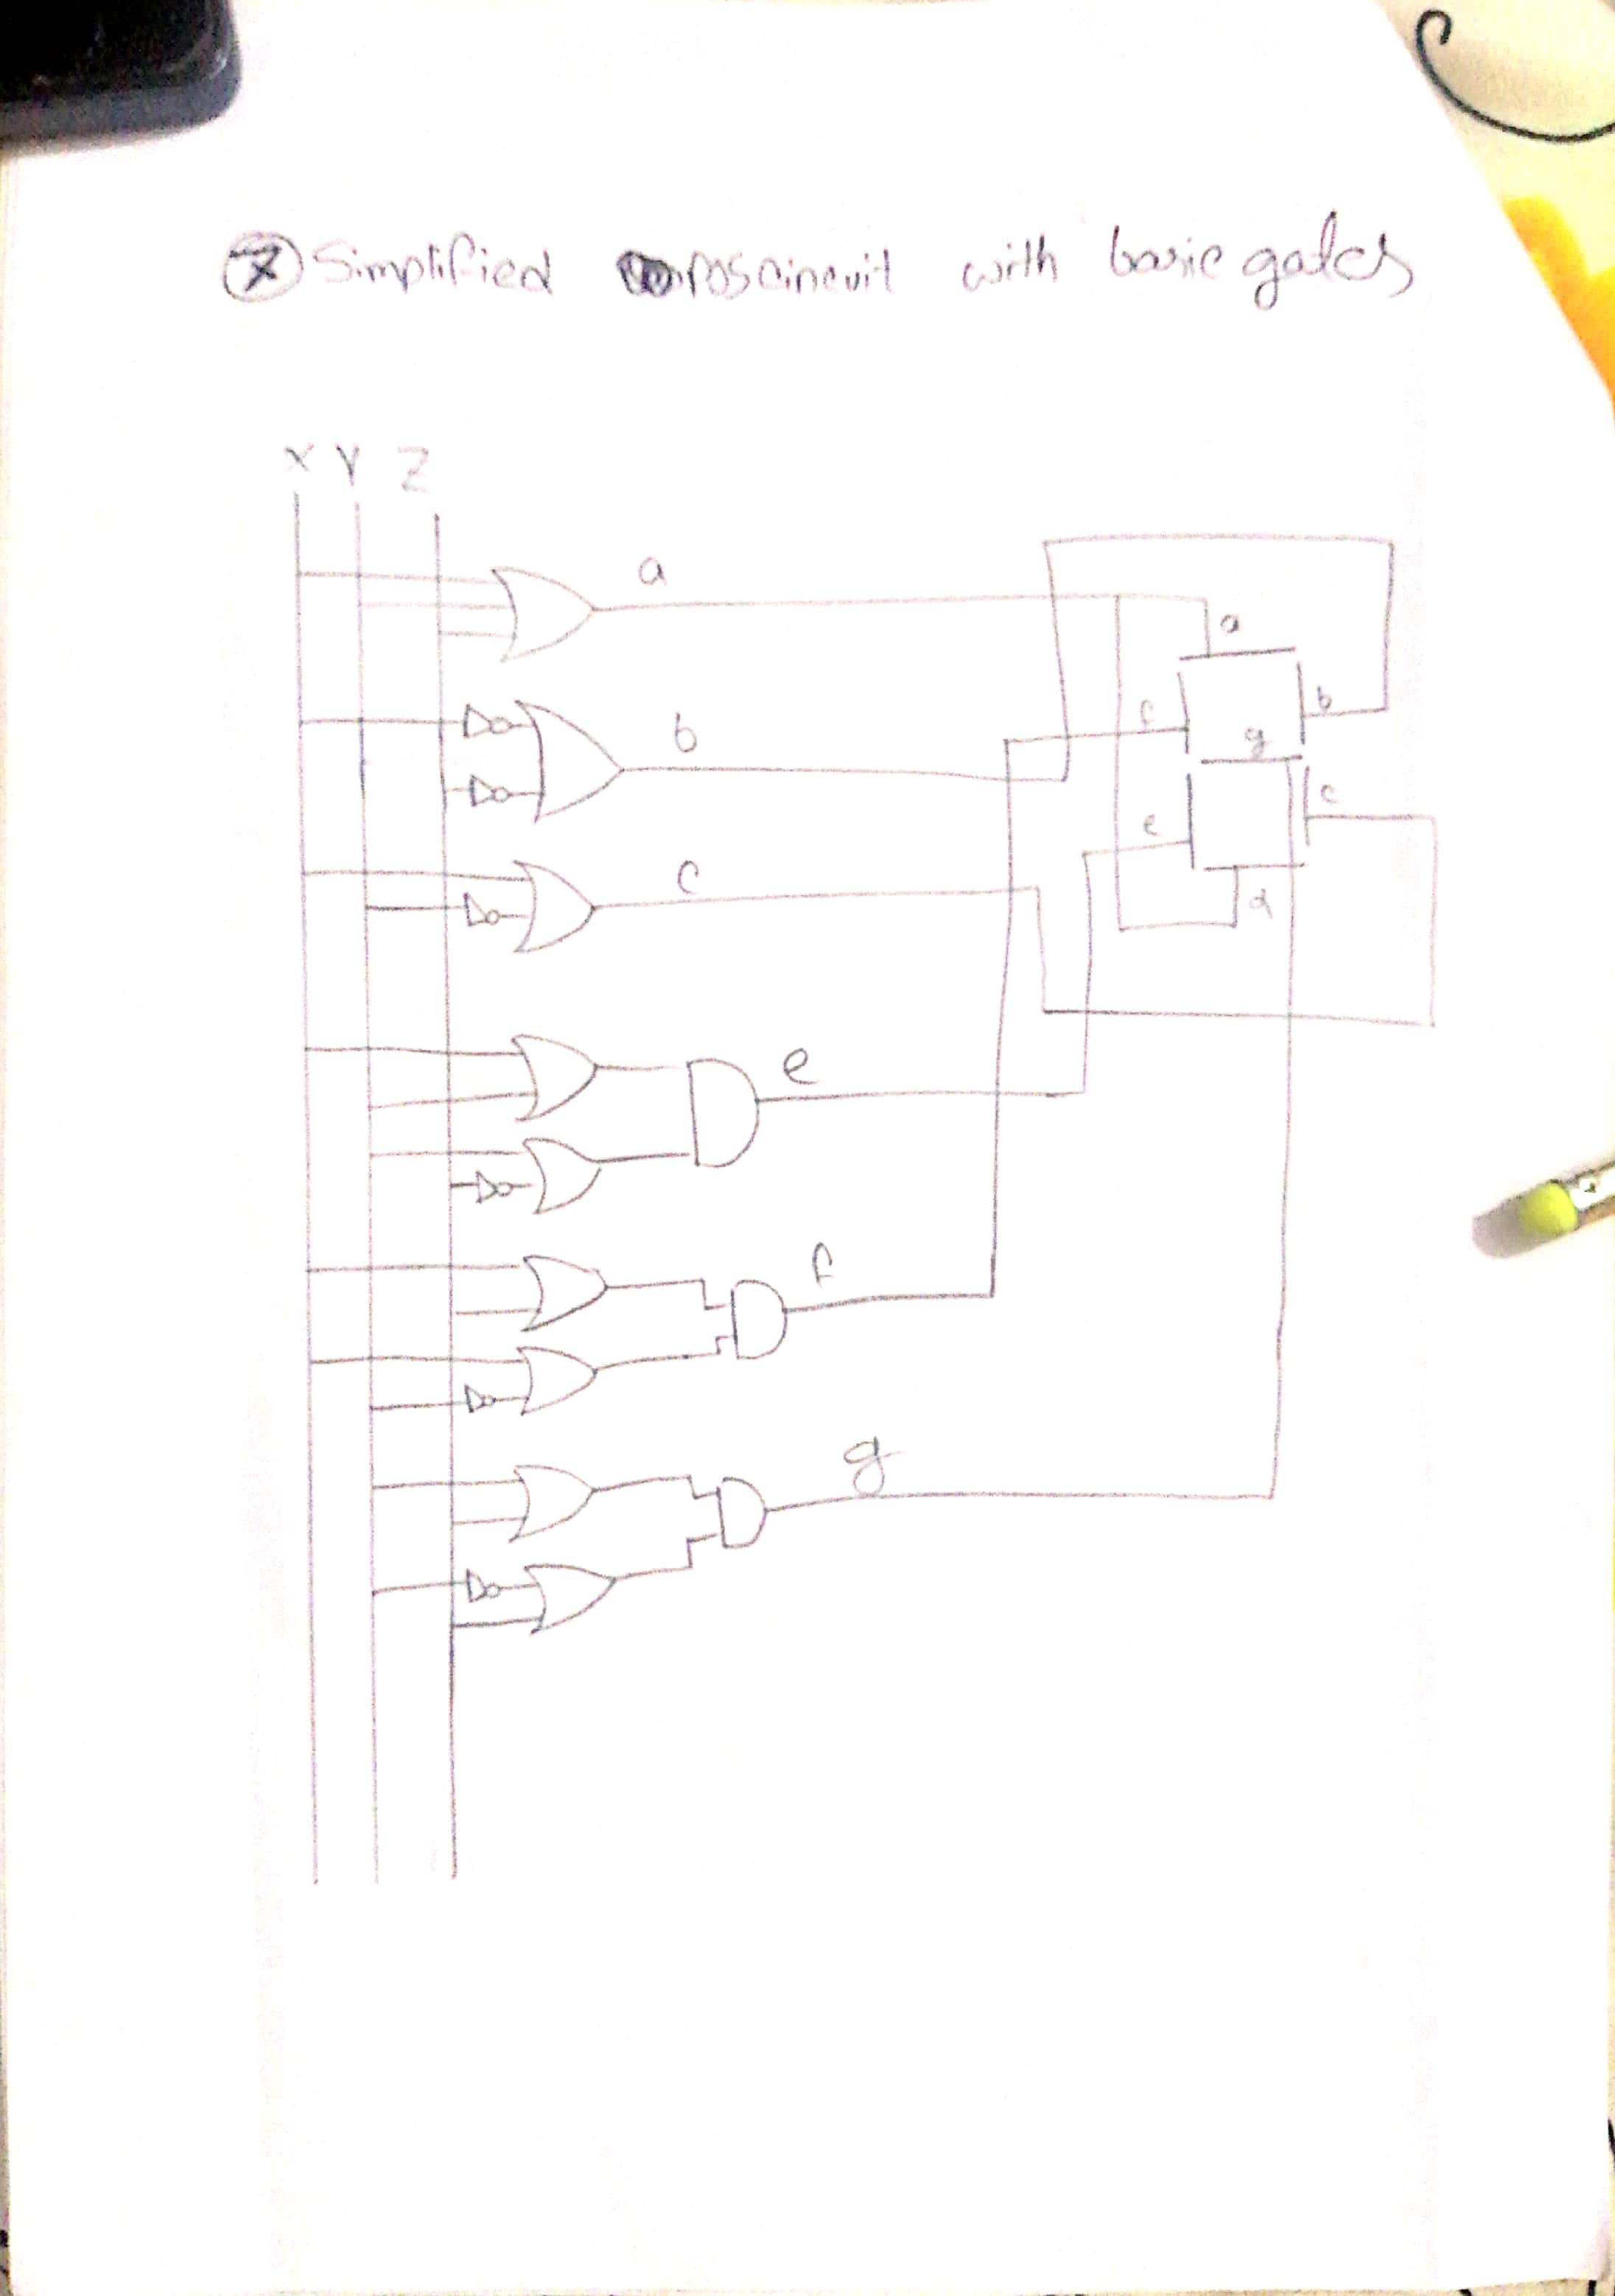 7 Simplified POS circuit with basic gates
X Y Z
a
a
b
b
f
g
c
e
c
d
e
f
g